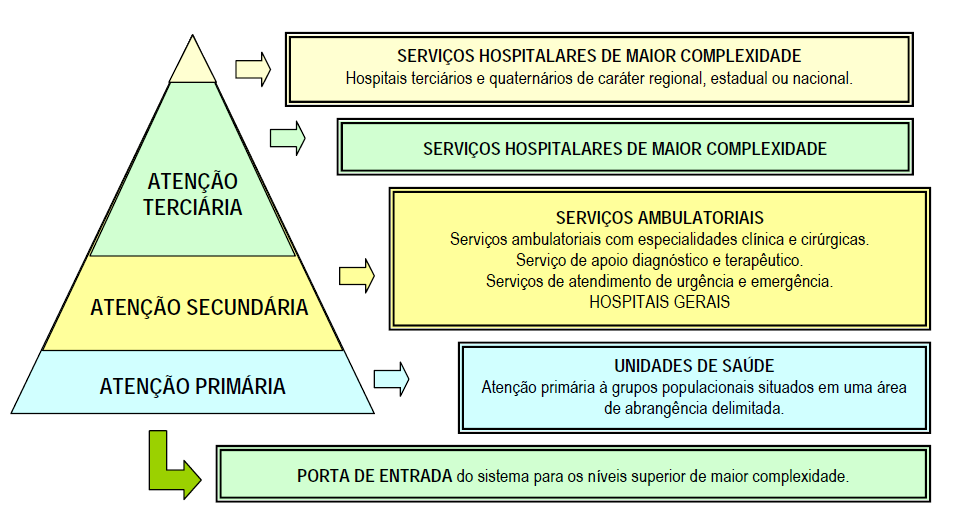 SERVIÇOS HOSPITALARES DE MAIOR COMPLEXIDADE
Hospitais terciários e quaternários de caráter regional, estadual ou nacional.
SERVIÇOS HOSPITALARES DE MAIOR COMPLEXIDADE
ATENÇÃO
TERCIÁRIA
SERVIÇOS AMBULATORIAIS
Serviços ambulatoriais com especialidades clínica e cirúrgicas.
Serviço de apoio diagnóstico e terapêutico.
Serviços de atendimento de urgência e emergência.
HOSPITAIS GERAIS
ATENÇÃO SECUNDÁRIA
UNIDADES DE SAÚDE
Atenção primária à grupos populacionais situados em uma área
de abrangência delimitada.
ATENÇÃO PRIMÁRIA
PORTA DE ENTRADA do sistema para os níveis superior de maior complexidade.